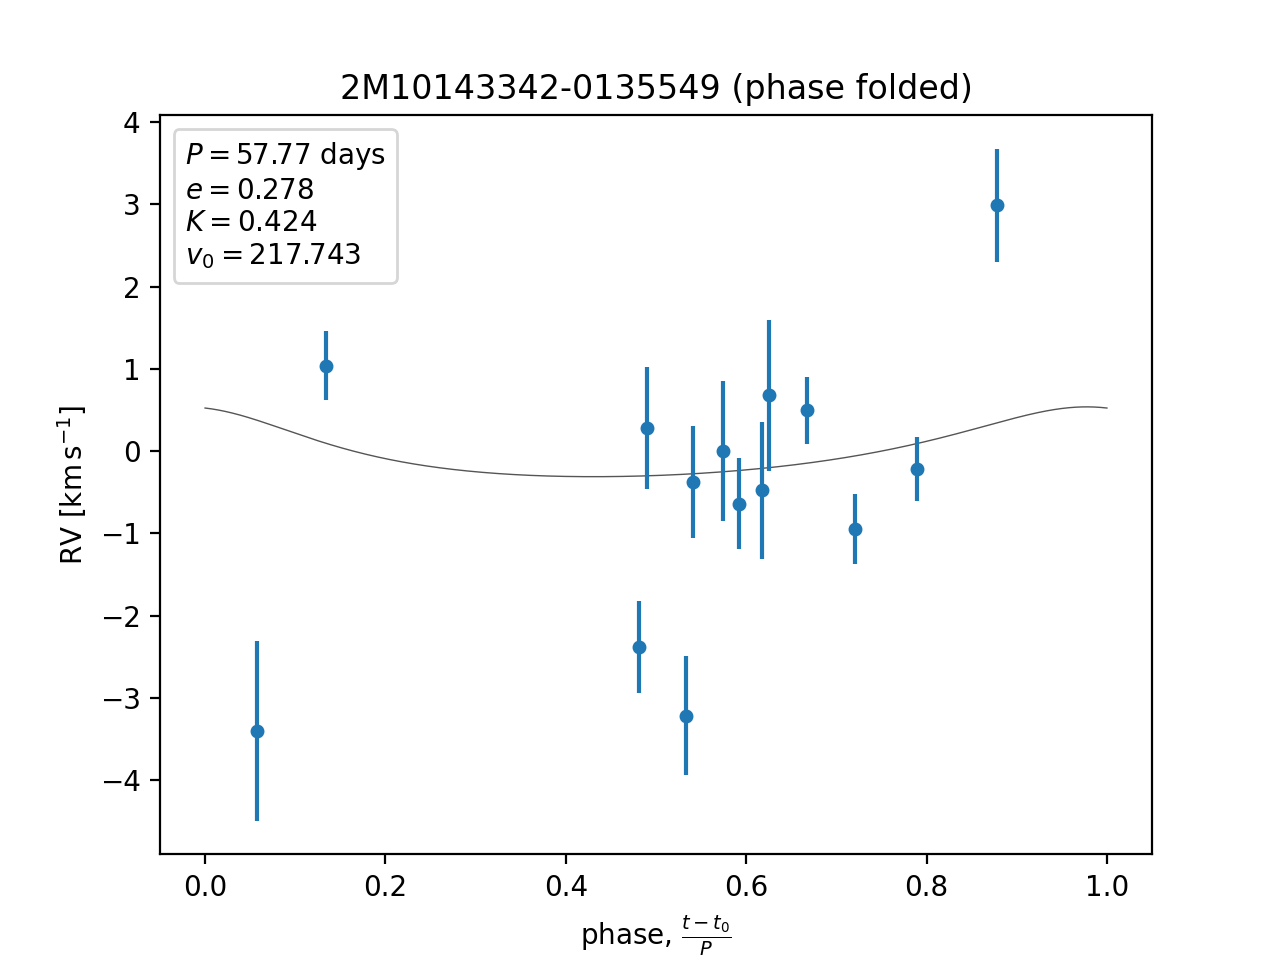 2M10143342-0135549 (phase folded)
P = 57.77 days
e = 0.278
K = 0.424
v₀ = 217.743
4
3
2
1
0
−1
−2
−3
−4
RV [km s⁻¹]
0.0 0.2 0.4 0.6 0.8 1.0
phase, (t − t₀)/P